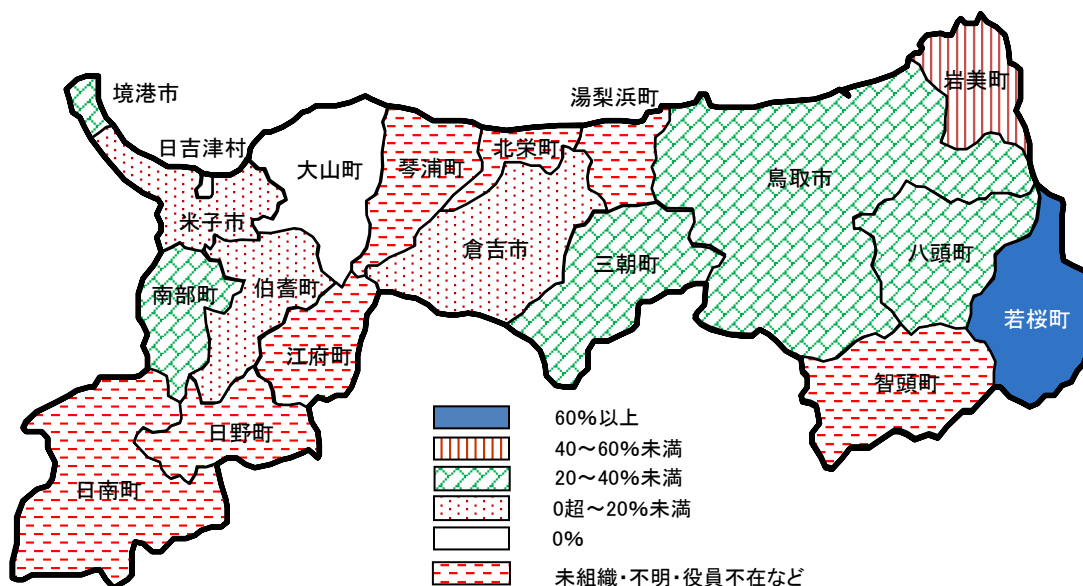 岩美町
境港市
湯梨浜町
日吉津村
北栄町
大山町
琴浦町
鳥取市
米子市
倉吉市
八頭町
三朝町
南部町
伯耆町
若桜町
江府町
智頭町
日野町
日南町
60%以上
40～60%未満
20～40%未満
0超～20%未満
0%
未組織・不明・役員不在など